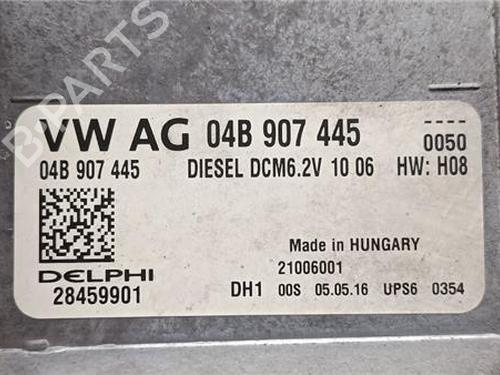 B-PARTS
VW AG 04B 907 445 0050
04B 907 445 DIESEL DCM6.2V 10 06 HW: H08
Made in HUNGARY
DELPHI 21006001
28459901 DH1 00S 05.05.16 UPS6 0354